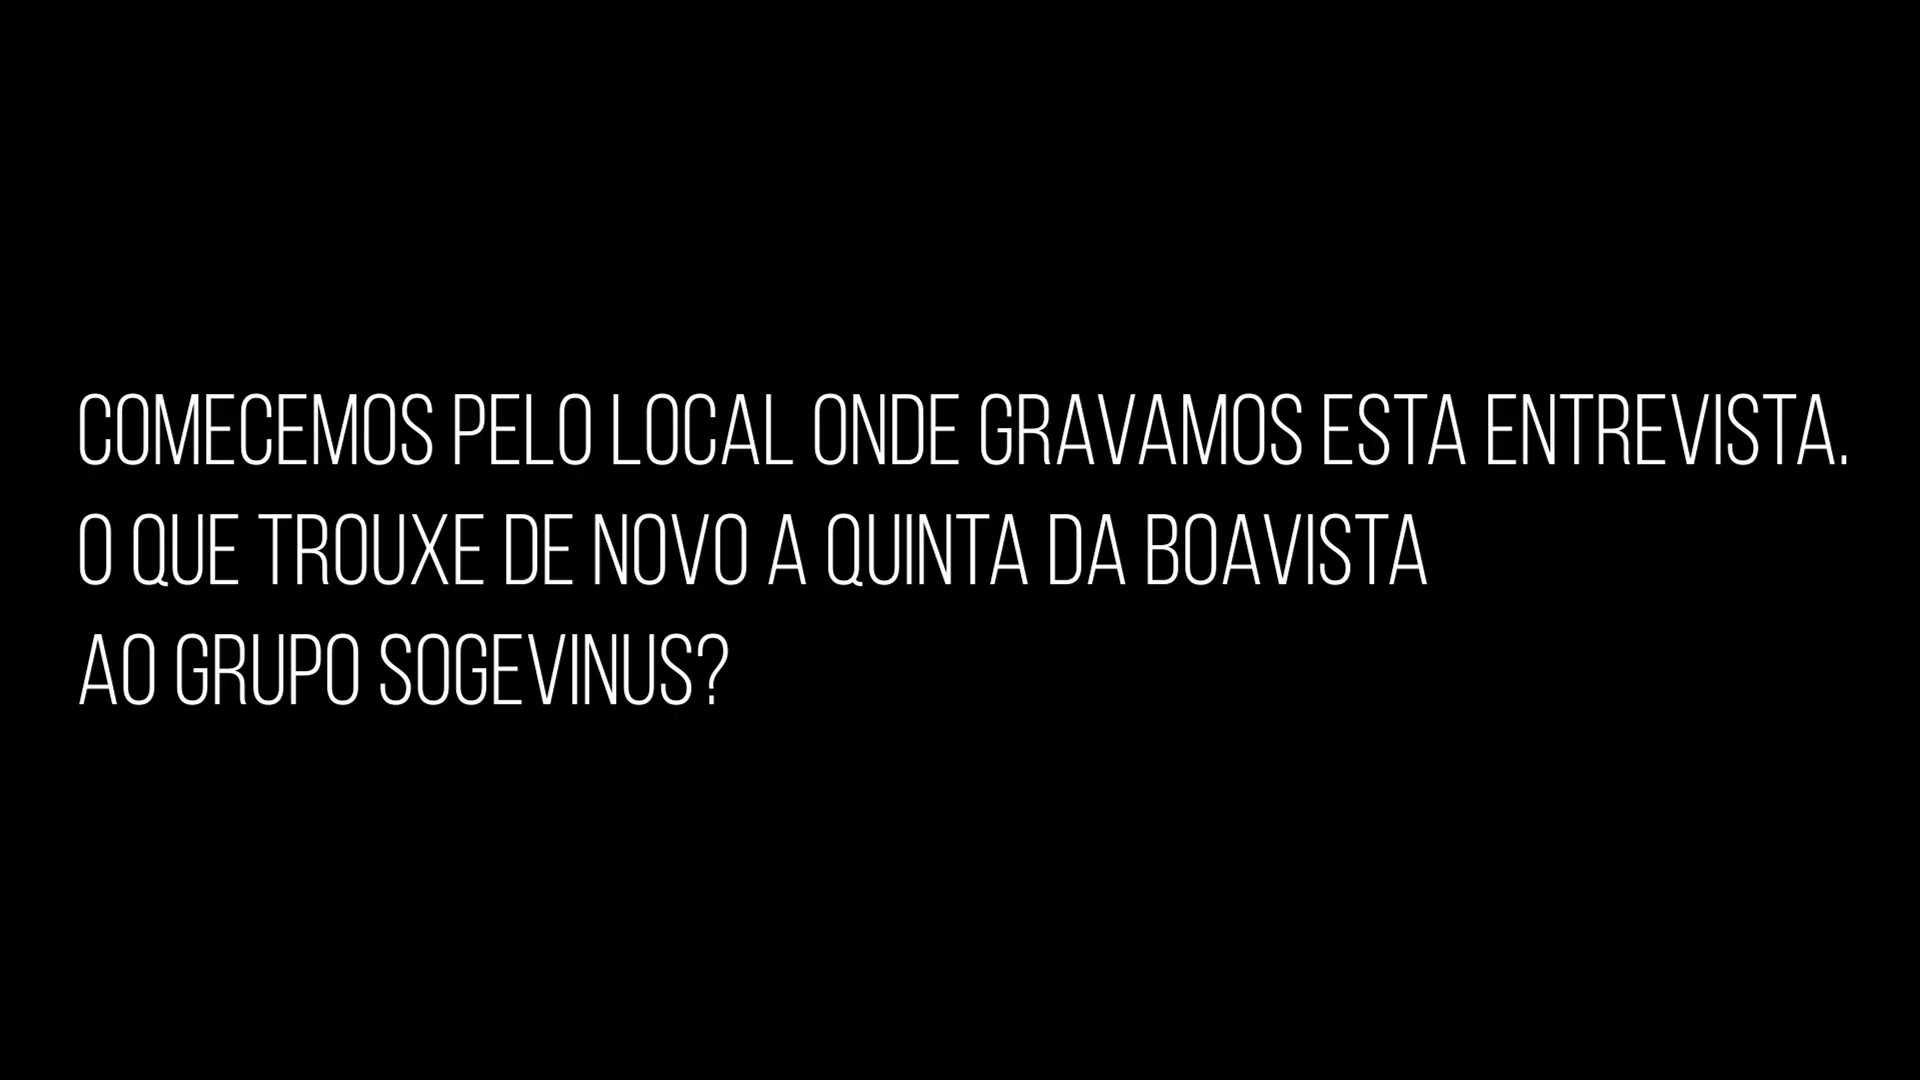 COMECEMOS PELO LOCAL ONDE GRAVAMOS ESTA ENTREVISTA.
O QUE TROUXE DE NOVO A QUINTA DA BOAVISTA
AO GRUPO SOGEVINUS?